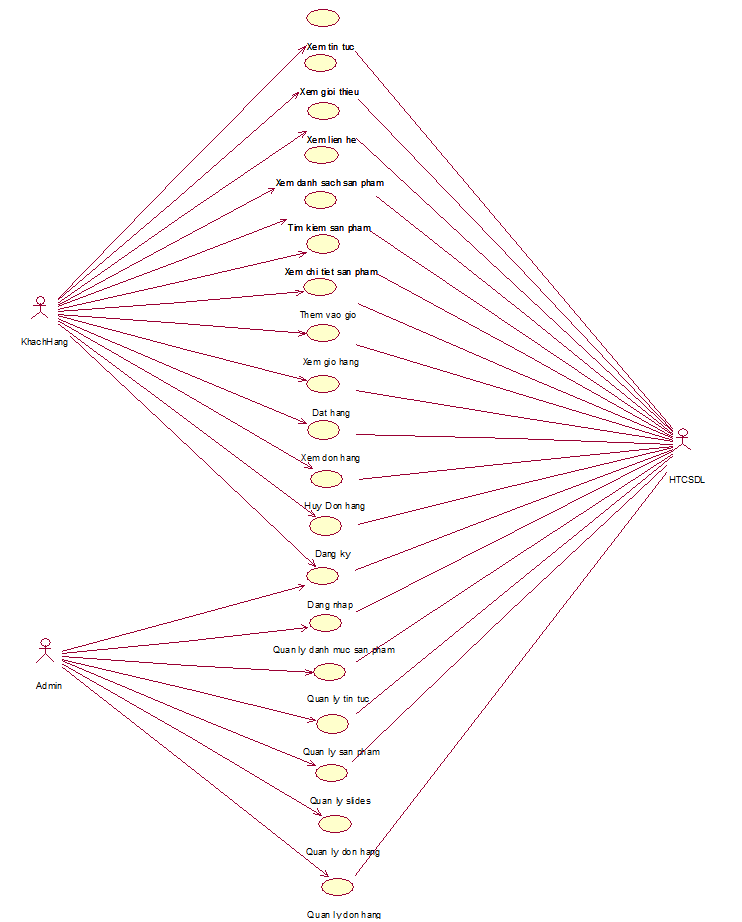 Xem tin tuc
Xem gioi thieu
Xem lien he
Xem danh sach san pham
Tim kiem san pham
Xem chi tiet san pham
Them vao gio
KhachHang
Xem gio hang
Dat hang
Xem don hang
HTCSDL
Huy Don hang
Dang ky
Dang nhap
Quan ly danh muc san pham
Admin
Quan ly tin tuc
Quan ly san pham
Quan ly slides
Quan ly don hang
Quan ly don hang